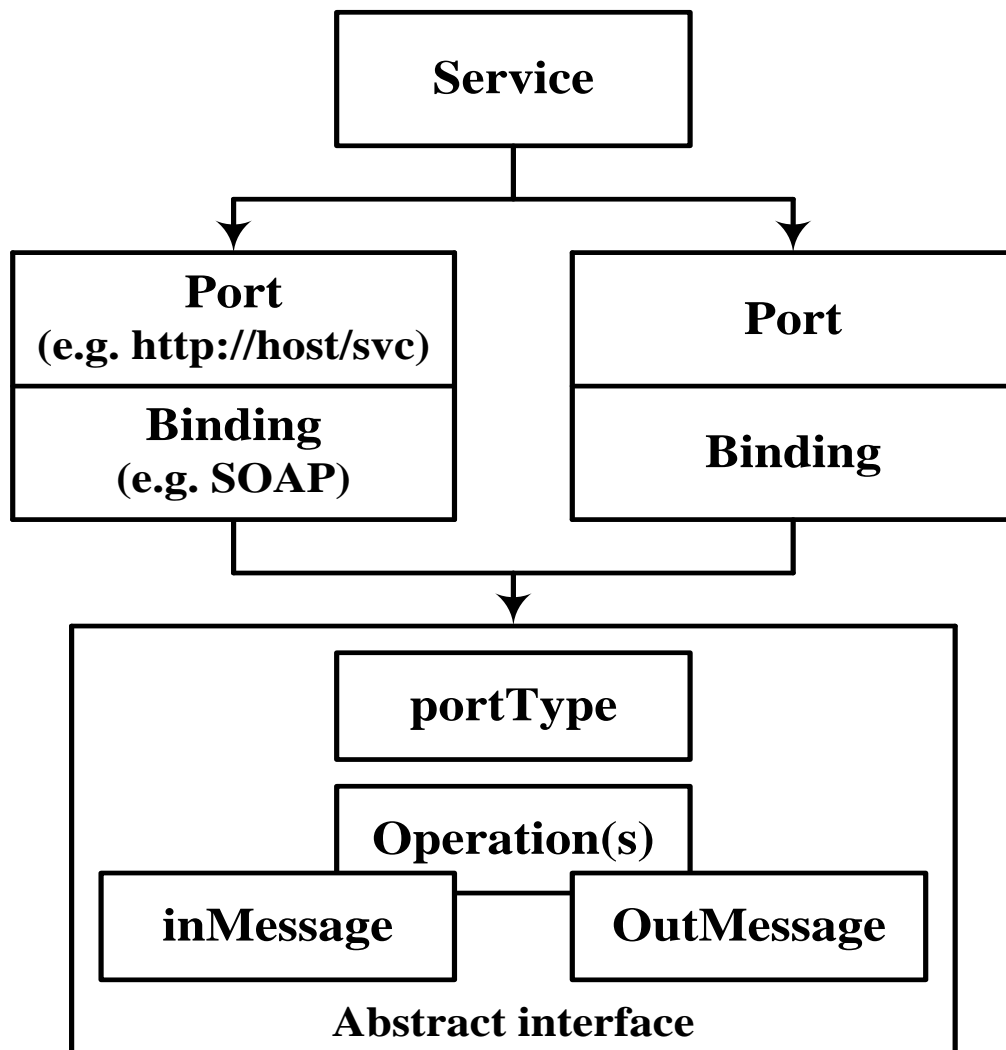 Service
Port
(e.g. http://host/svc)
Binding
(e.g. SOAP)
Port
Binding
portType
Operation(s)
inMessage
OutMessage
Abstract interface